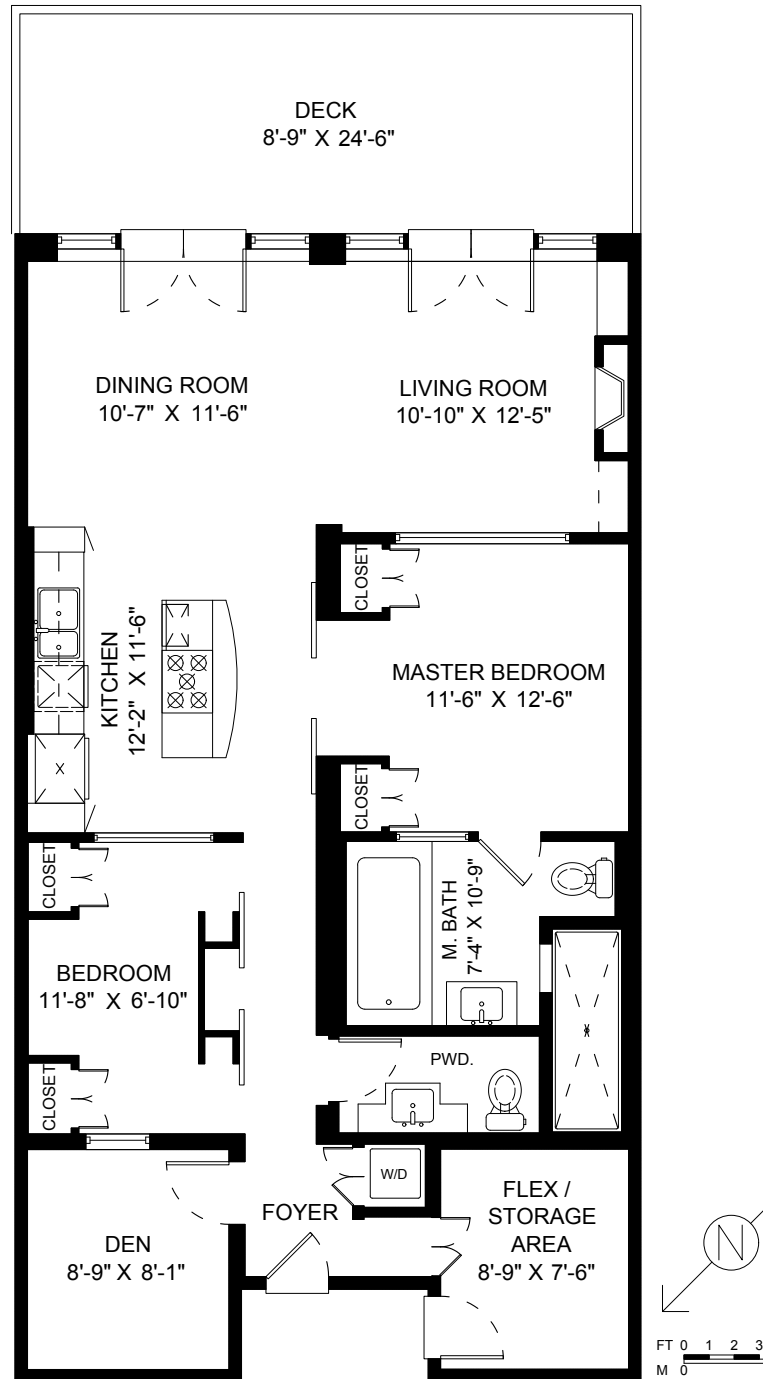 DECK
8'-9" X 24'-6"
DINING ROOM
10'-7" X 11'-6"
LIVING ROOM
10'-10" X 12'-5"
CLOSET
KITCHEN
12'-2" X 11'-6"
MASTER BEDROOM
11'-6" X 12'-6"
X
CLOSET
CLOSET
M. BATH
7'-4" X 10'-9"
BEDROOM
11'-8" X 6'-10"
CLOSET
PWD.
W/D
FOYER
FLEX /
STORAGE
AREA
8'-9" X 7'-6"
DEN
8'-9" X 8'-1"
N
FT 0 1 2 3
M 0